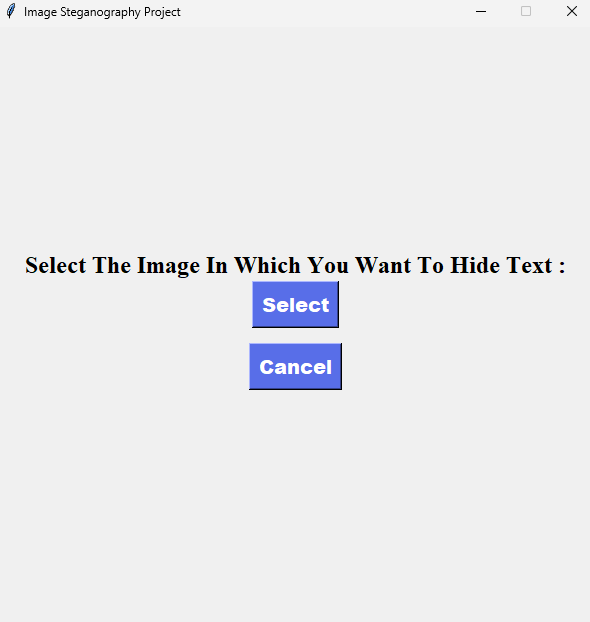 Image Steganography Project
Select The Image In Which You Want To Hide Text :
Select
Cancel